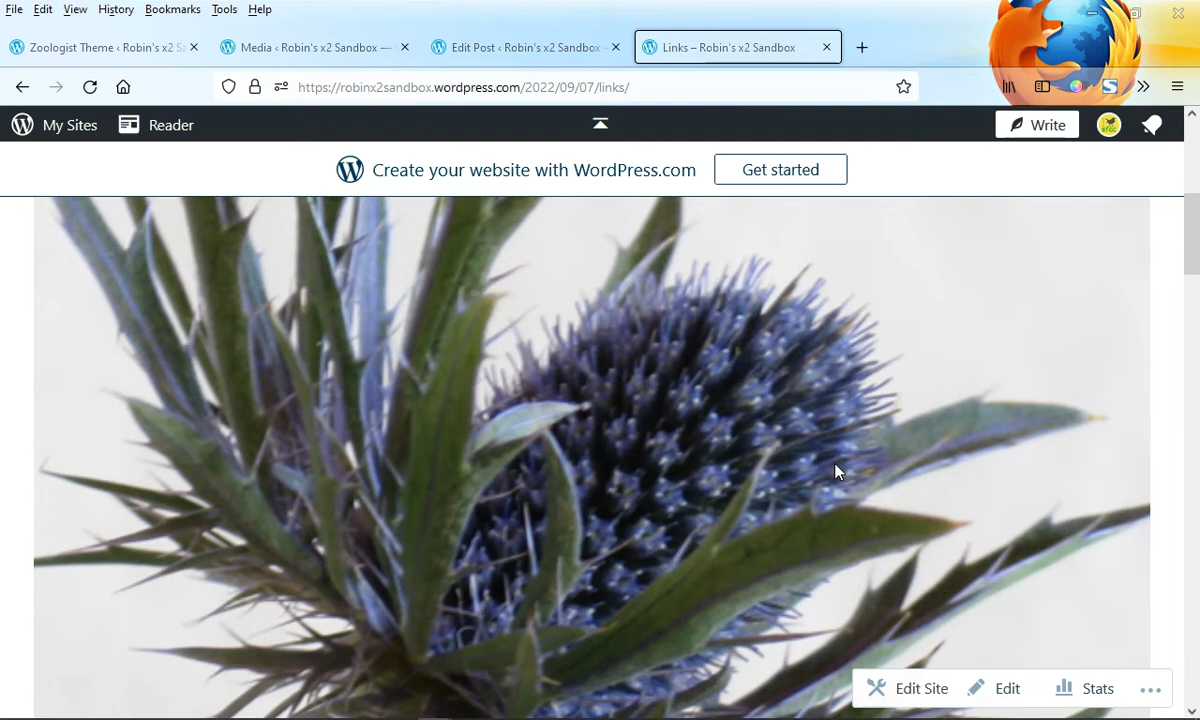 File Edit View History Bookmarks Tools Help
Zoologist Theme ‹ Robin's x2 Sa
Media ‹ Robin's x2 Sandbox —
Edit Post ‹ Robin's x2 Sandbox
Links – Robin's x2 Sandbox
https://robinx2sandbox.wordpress.com/2022/09/07/links/
My Sites Reader Write
Create your website with WordPress.com Get started
Edit Site Edit Stats